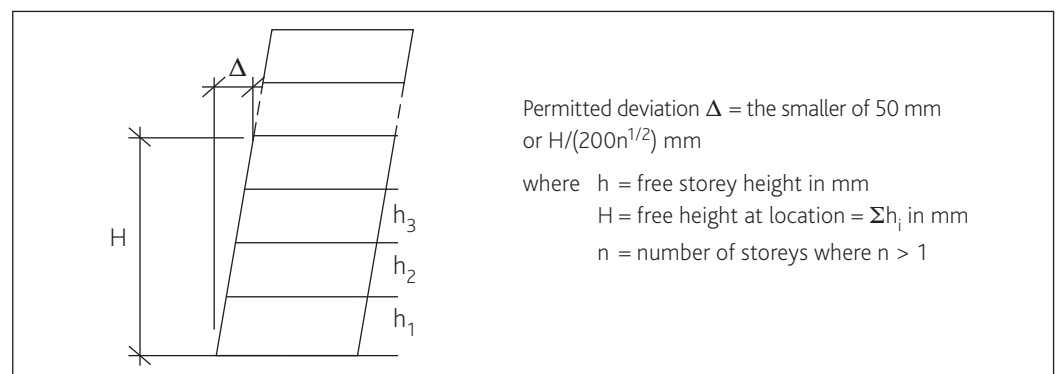 Δ
H
h₃
h₂
h₁
Permitted deviation Δ = the smaller of 50 mm
or H/(200n¹/²) mm
where h = free storey height in mm
H = free height at location = Σhᵢ in mm
n = number of storeys where n > 1